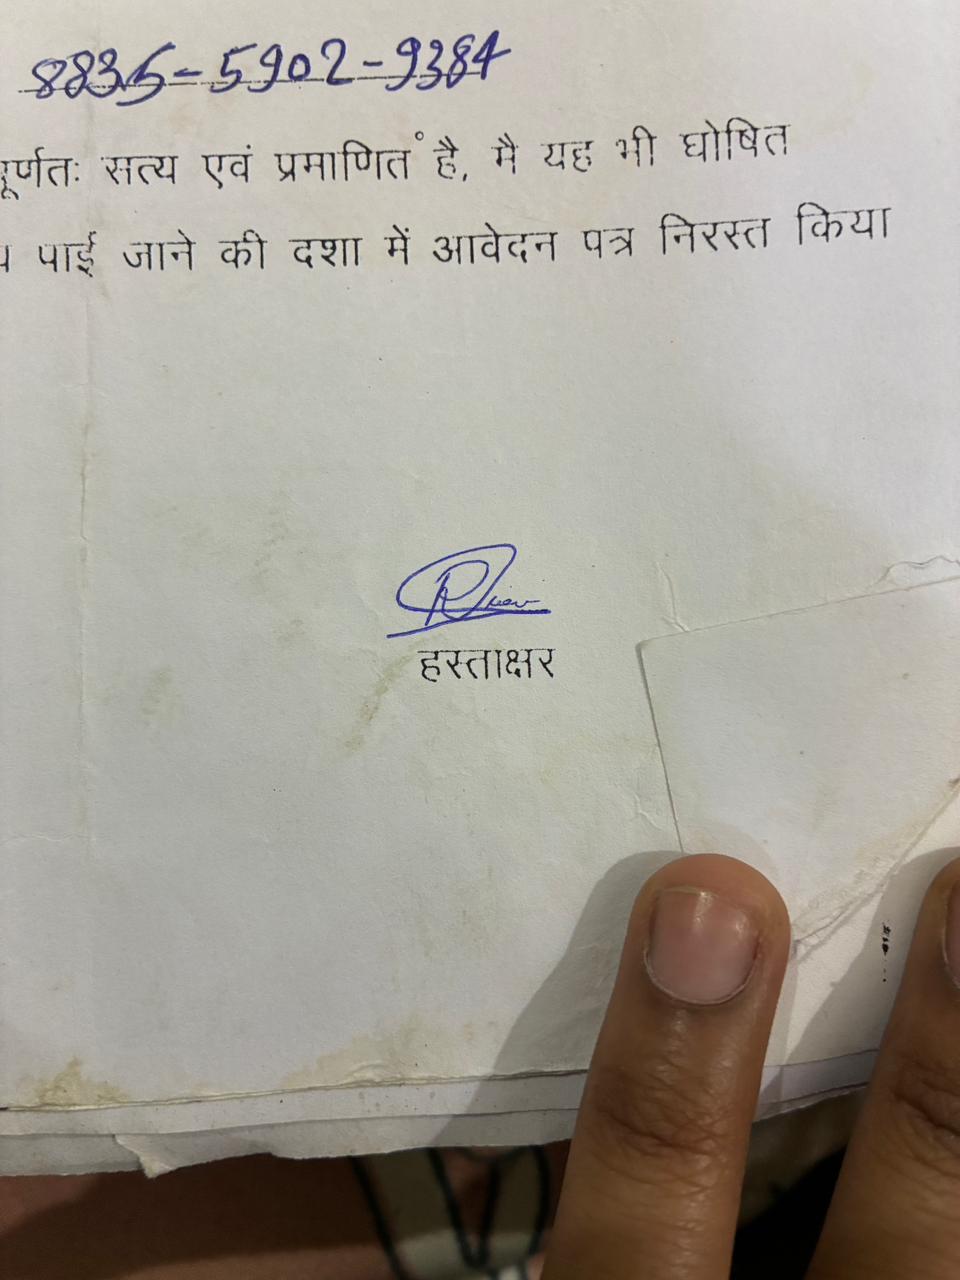 8835-5902-9384
पूर्णतः सत्य एवं प्रमाणित है, मै यह भी घोषित
पाई जाने की दशा में आवेदन पत्र निरस्त किया
हस्ताक्षर